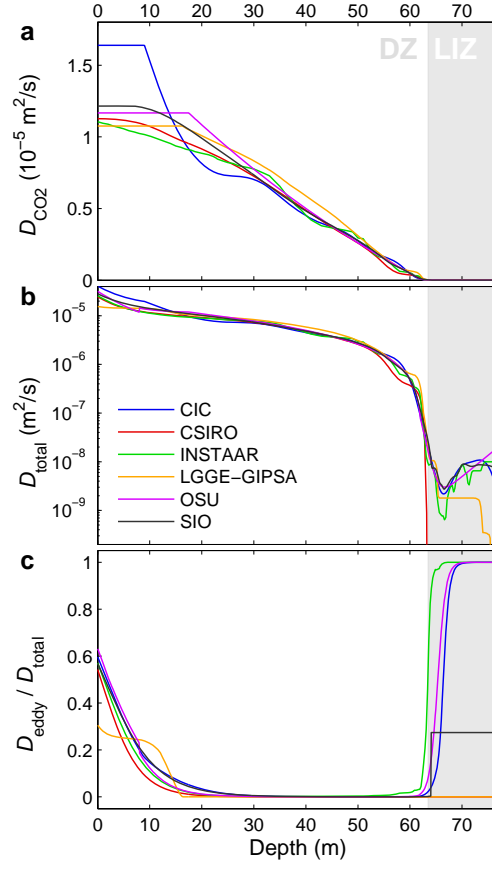 0 10 20 30 40 50 60 70
a
DZ LIZ
1.5
1
0.5
0
D_CO2 (10⁻⁵ m²/s)
b
10⁻⁵
10⁻⁶
10⁻⁷
10⁻⁸
10⁻⁹
D_total (m²/s)
CIC
CSIRO
INSTAAR
LGGE−GIPSA
OSU
SIO
c
1
0.8
0.6
0.4
0.2
0
D_eddy / D_total
0 10 20 30 40 50 60 70
Depth (m)